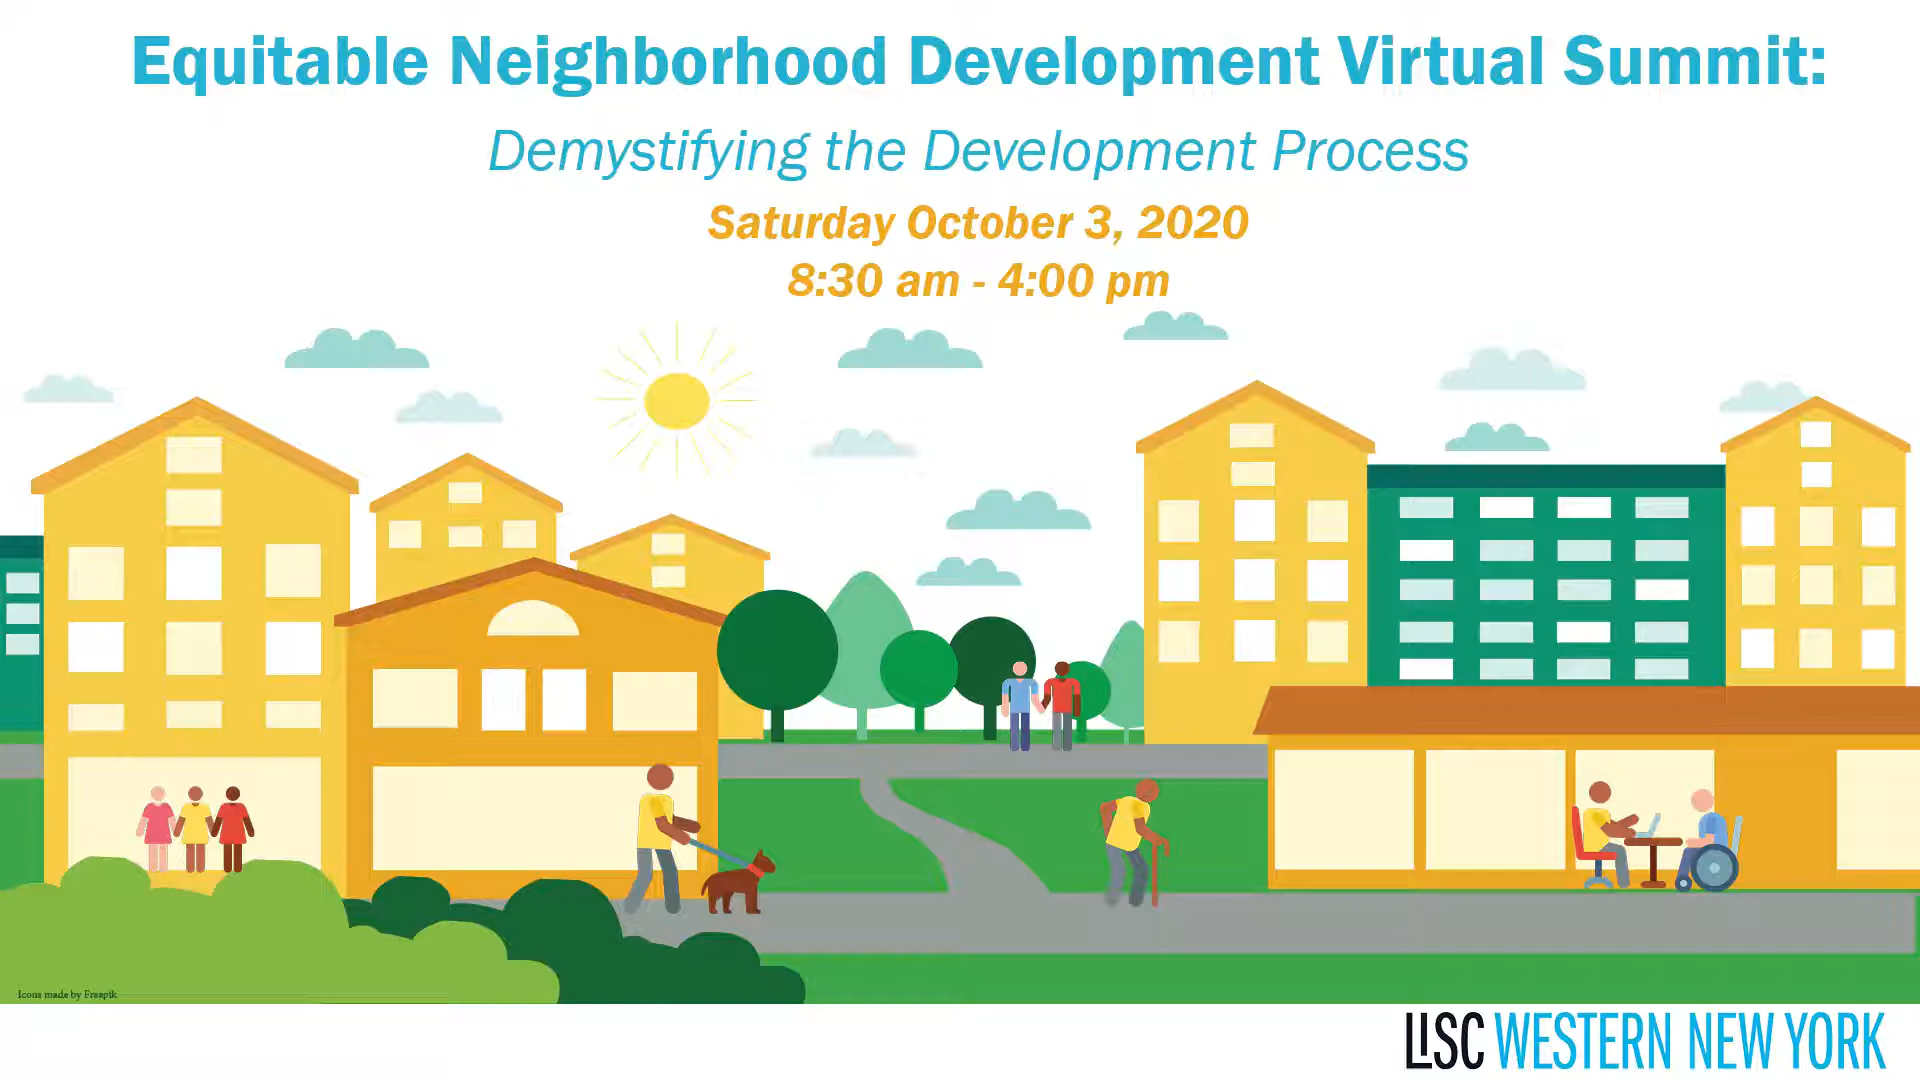 Equitable Neighborhood Development Virtual Summit:
Demystifying the Development Process
Saturday October 3, 2020
8:30 am - 4:00 pm
Icons made by Freepik
LISC WESTERN NEW YORK